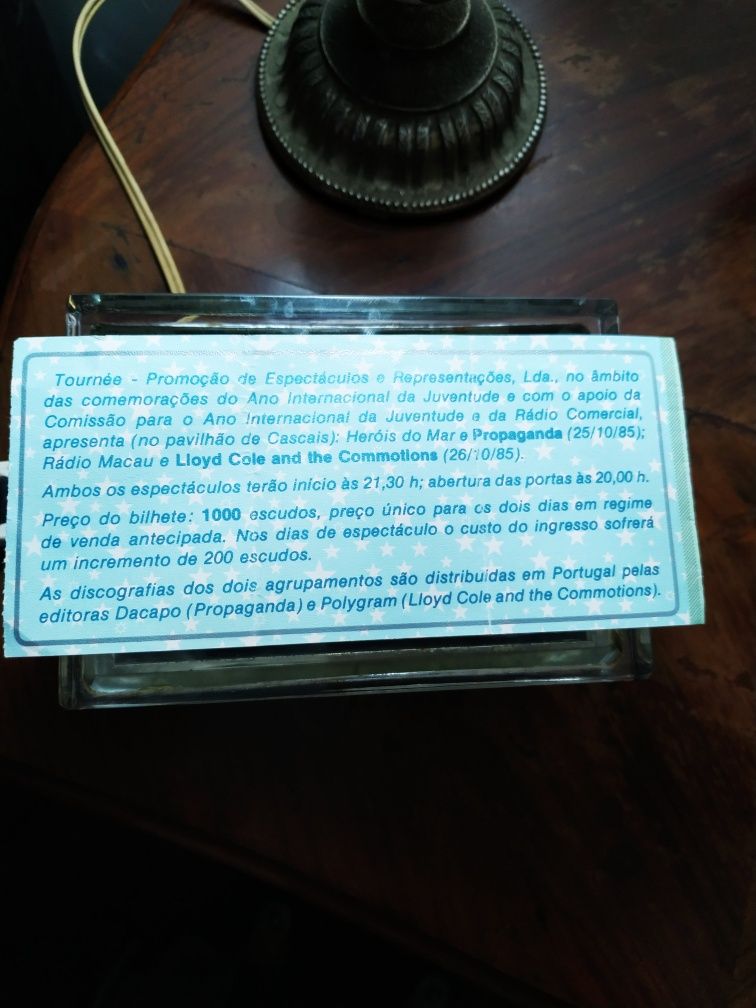 Tournée - Promoção de Espectáculos e Representações, Lda., no âmbito
das comemorações do Ano Internacional da Juventude e com o apoio da
Comissão para o Ano Internacional da Juventude e da Rádio Comercial,
apresenta (no pavilhão de Cascais): Heróis do Mar e Propaganda (25/10/85);
Rádio Macau e Lloyd Cole and the Commotions (26/10/85).
Ambos os espectáculos terão início às 21,30 h; abertura das portas às 20,00 h.
Preço do bilhete: 1000 escudos, preço único para os dois dias em regime
de venda antecipada. Nos dias de espectáculo o custo do ingresso sofrerá
um incremento de 200 escudos.
As discografias dos dois agrupamentos são distribuidas em Portugal pelas
editoras Dacapo (Propaganda) e Polygram (Lloyd Cole and the Commotions).